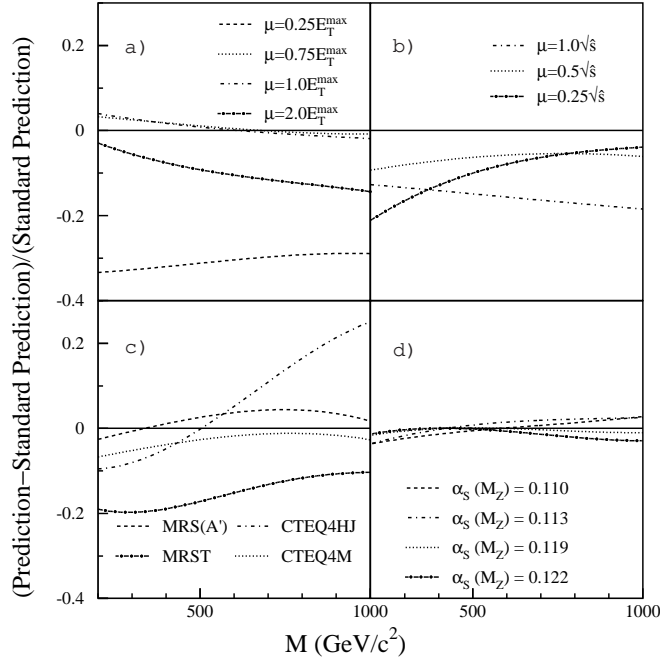 (Prediction−Standard Prediction)/(Standard Prediction)
0.2
0
-0.2
-0.4
a)
μ=0.25E_T^max
μ=0.75E_T^max
μ=1.0E_T^max
μ=2.0E_T^max
b)
μ=1.0√ŝ
μ=0.5√ŝ
μ=0.25√ŝ
0.2
0
-0.2
-0.4
c)
MRS(A')
CTEQ4HJ
MRST
CTEQ4M
d)
α_S (M_Z) = 0.110
α_S (M_Z) = 0.113
α_S (M_Z) = 0.119
α_S (M_Z) = 0.122
500
1000
500
1000
M (GeV/c²)